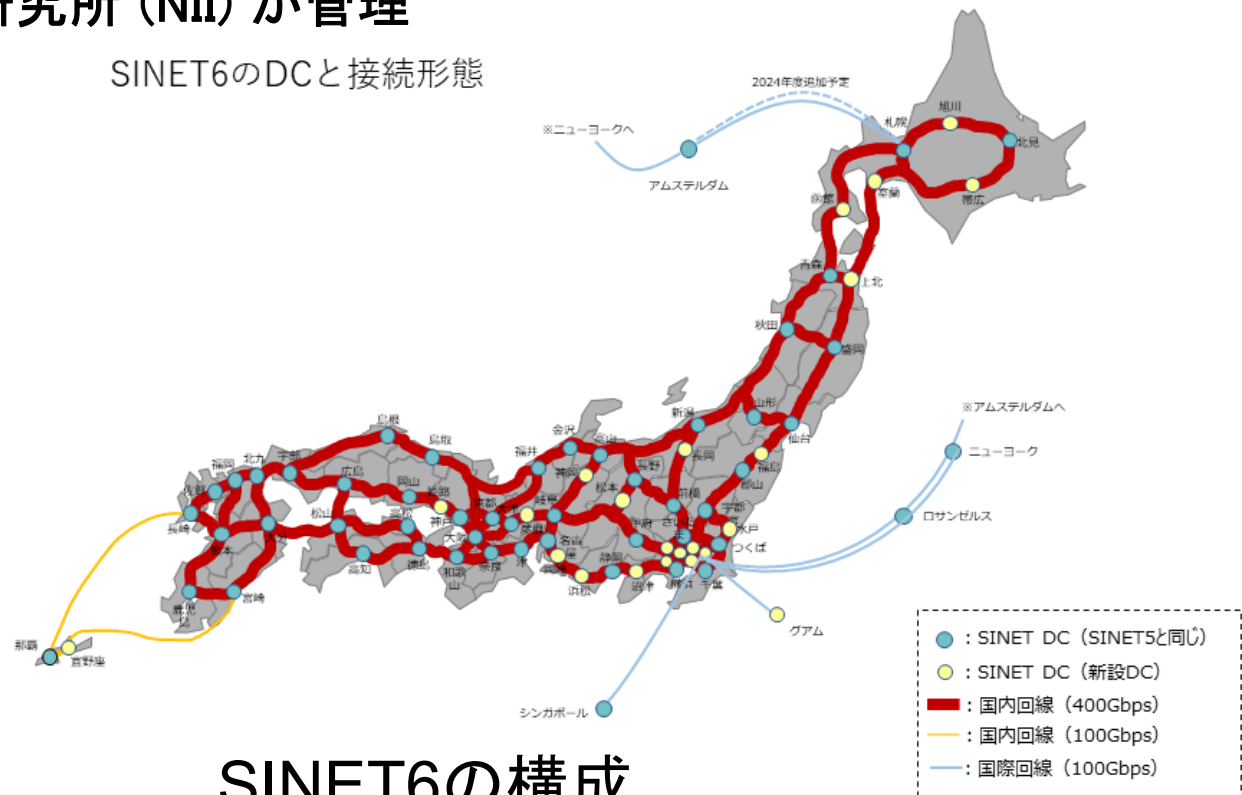 研究所 (NII) が管理
SINET6のDCと接続形態
2024年度追加予定
※ニューヨークへ
アムステルダム
旭川
札幌
北見
室蘭
帯広
函館
青森
上北
秋田
盛岡
山形
仙台
新潟
※アムステルダムへ
ニューヨーク
ロサンゼルス
グアム
シンガポール
長岡
福島
郡山
金沢
高山
神岡
長野
松本
前橋
宇都
水戸
つくば
千葉
横浜
甲府
静岡
沼津
浜松
名古
屋
岐阜
福井
島根
鳥取
宇部
北九
福岡
佐賀
長崎
熊本
大分
鹿児
島
宮崎
広島
岡山
姫路
神戸
京都
大阪
奈良
和歌
山
津
松山
高松
高知
徳島
那覇
宜野座
: SINET DC（SINET5と同じ）
: SINET DC（新設DC）
: 国内回線（400Gbps）
: 国内回線（100Gbps）
: 国際回線（100Gbps）
SINET6の構成